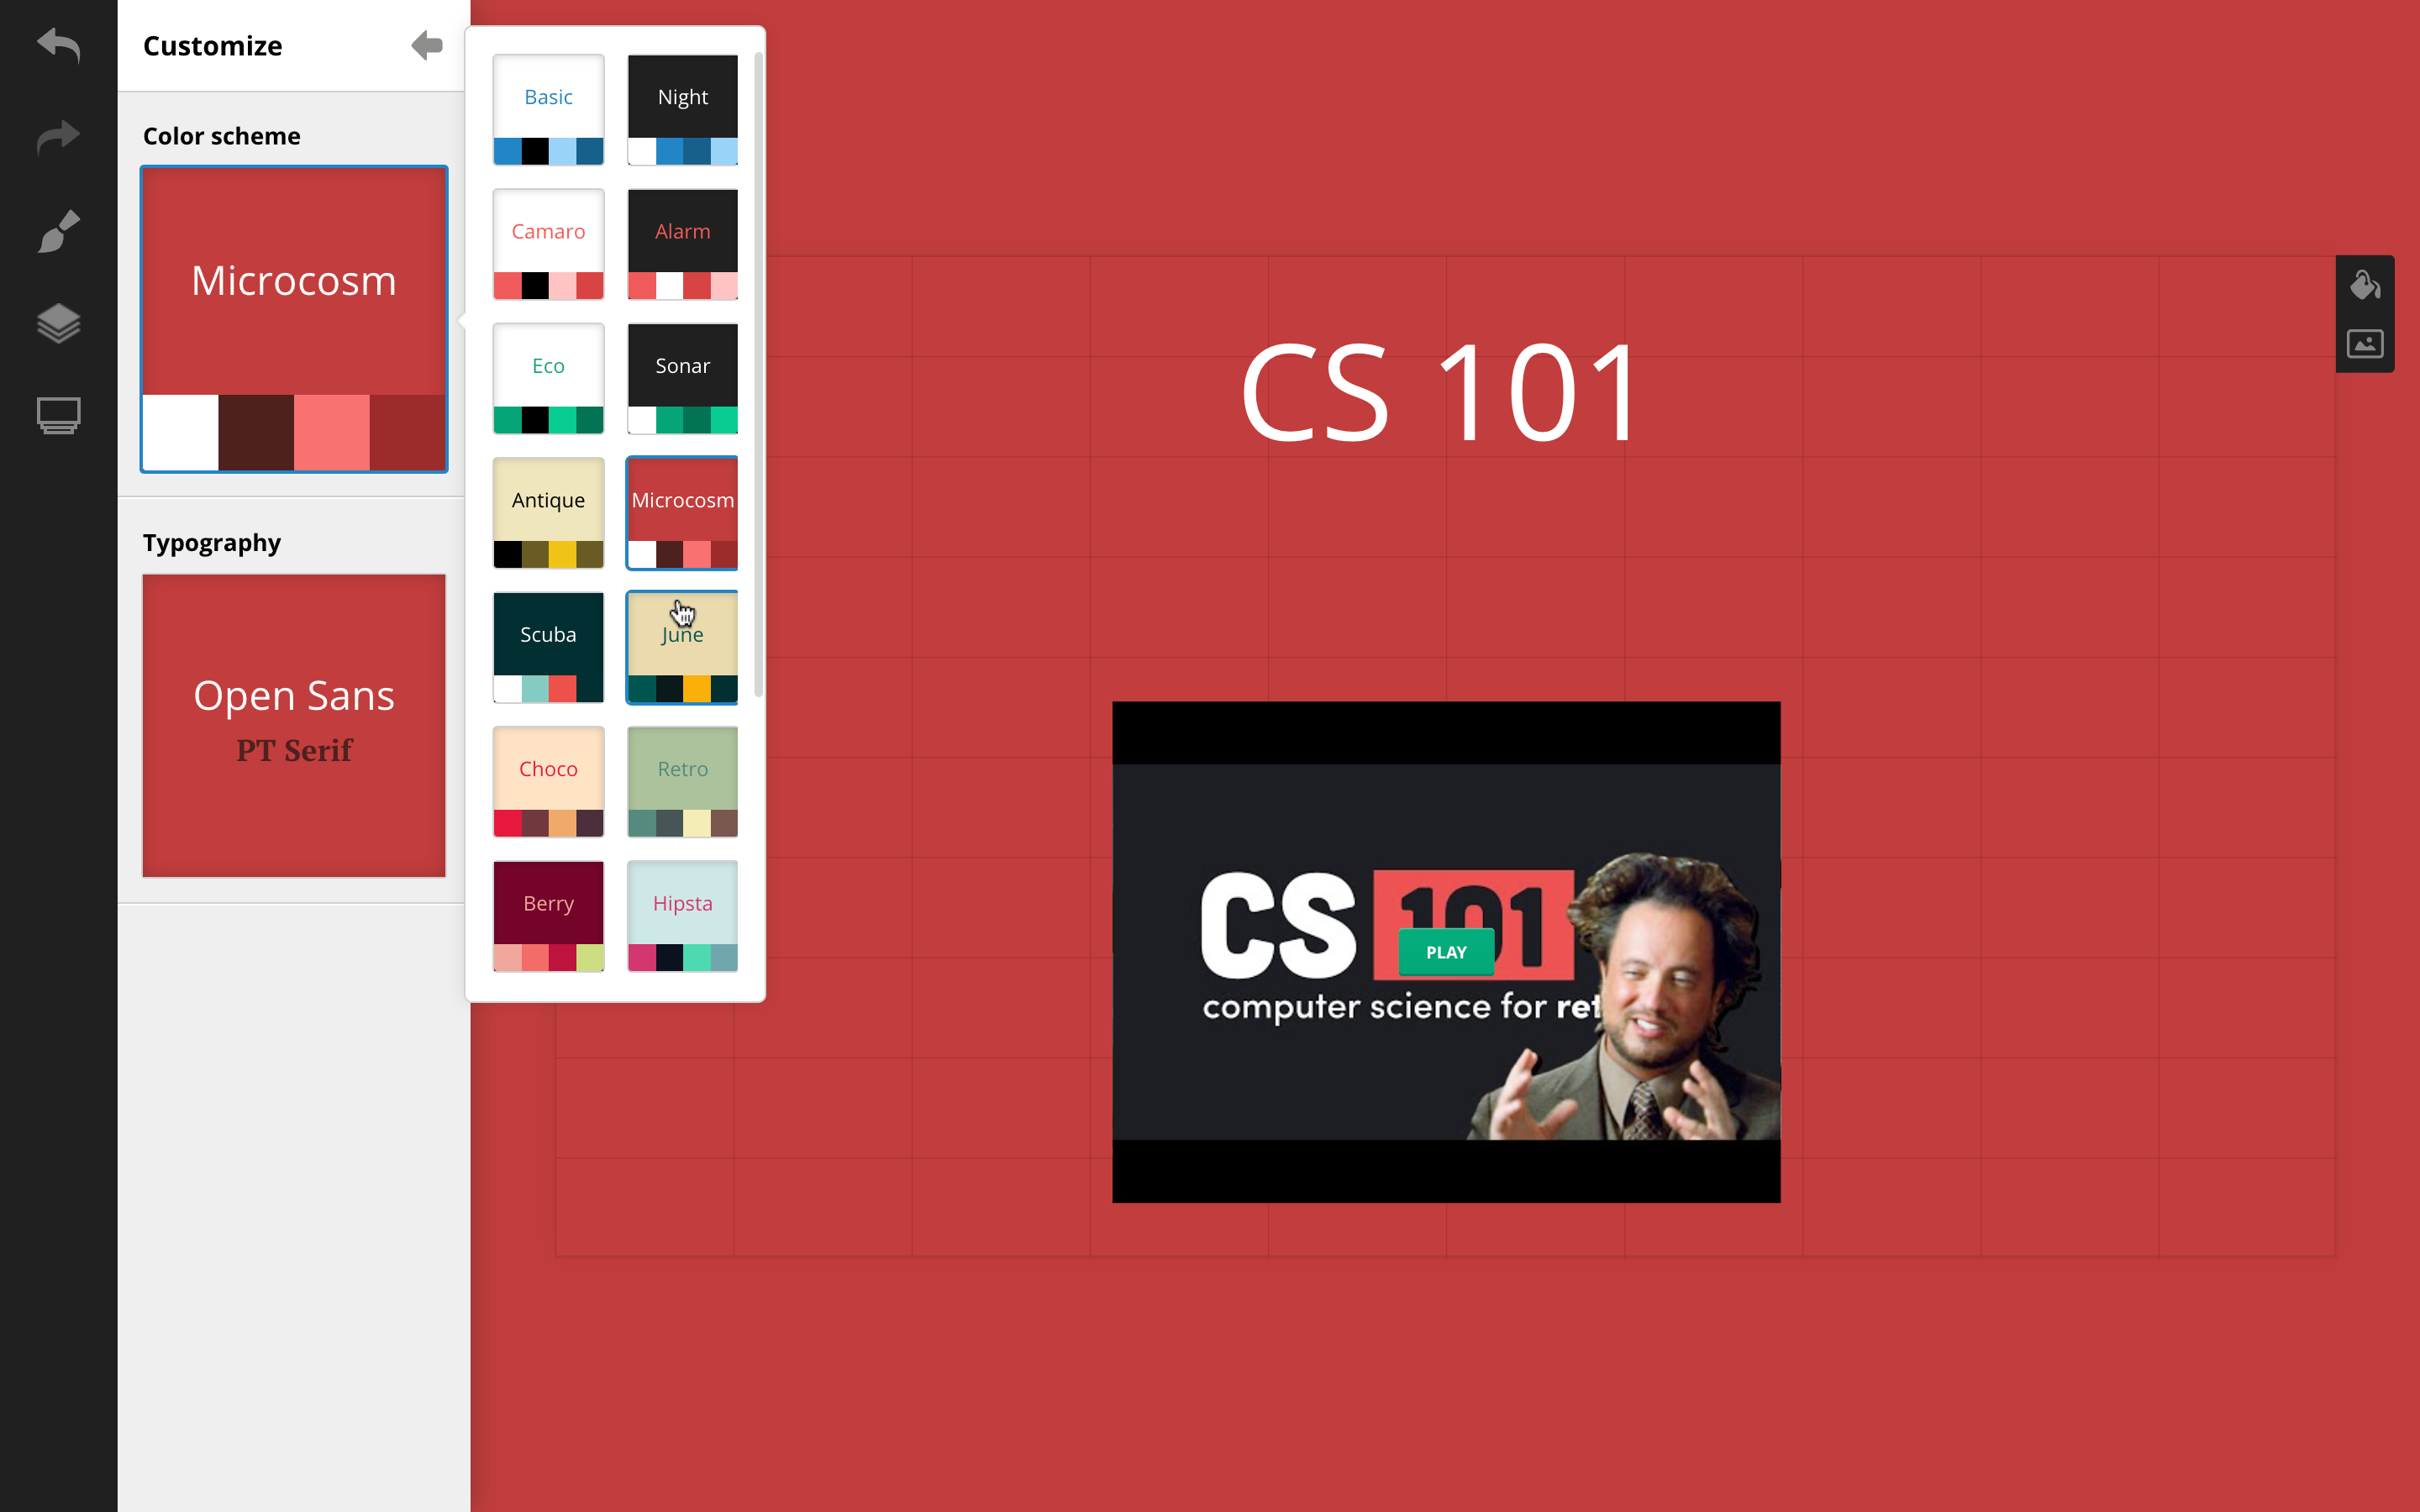 Customize
Color scheme
Microcosm
Typography
Open Sans
PT Serif
Basic
Night
Camaro
Alarm
Eco
Sonar
Antique
Microcosm
Scuba
June
Choco
Retro
Berry
Hipsta
CS 101
CS 101
PLAY
computer science for